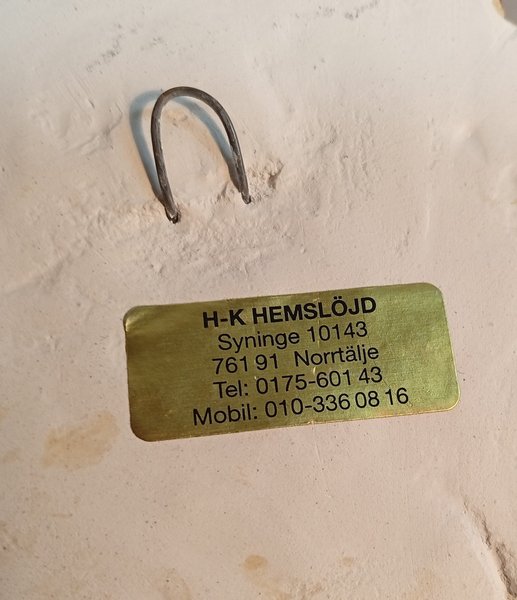 H-K HEMSLÖJD
Syninge 10143
761 91 Norrtälje
Tel: 0175-601 43
Mobil: 010-336 08 16